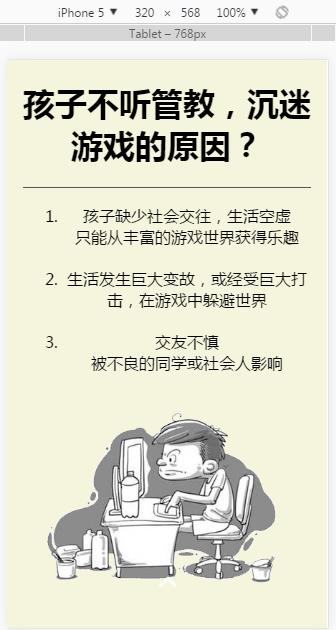 iPhone 5 ▼ 320 × 568 100% ▼
Tablet – 768px
孩子不听管教，沉迷
游戏的原因？
1. 孩子缺少社会交往，生活空虚
只能从丰富的游戏世界获得乐趣
2. 生活发生巨大变故，或经受巨大打
击，在游戏中躲避世界
3. 交友不慎
被不良的同学或社会人影响